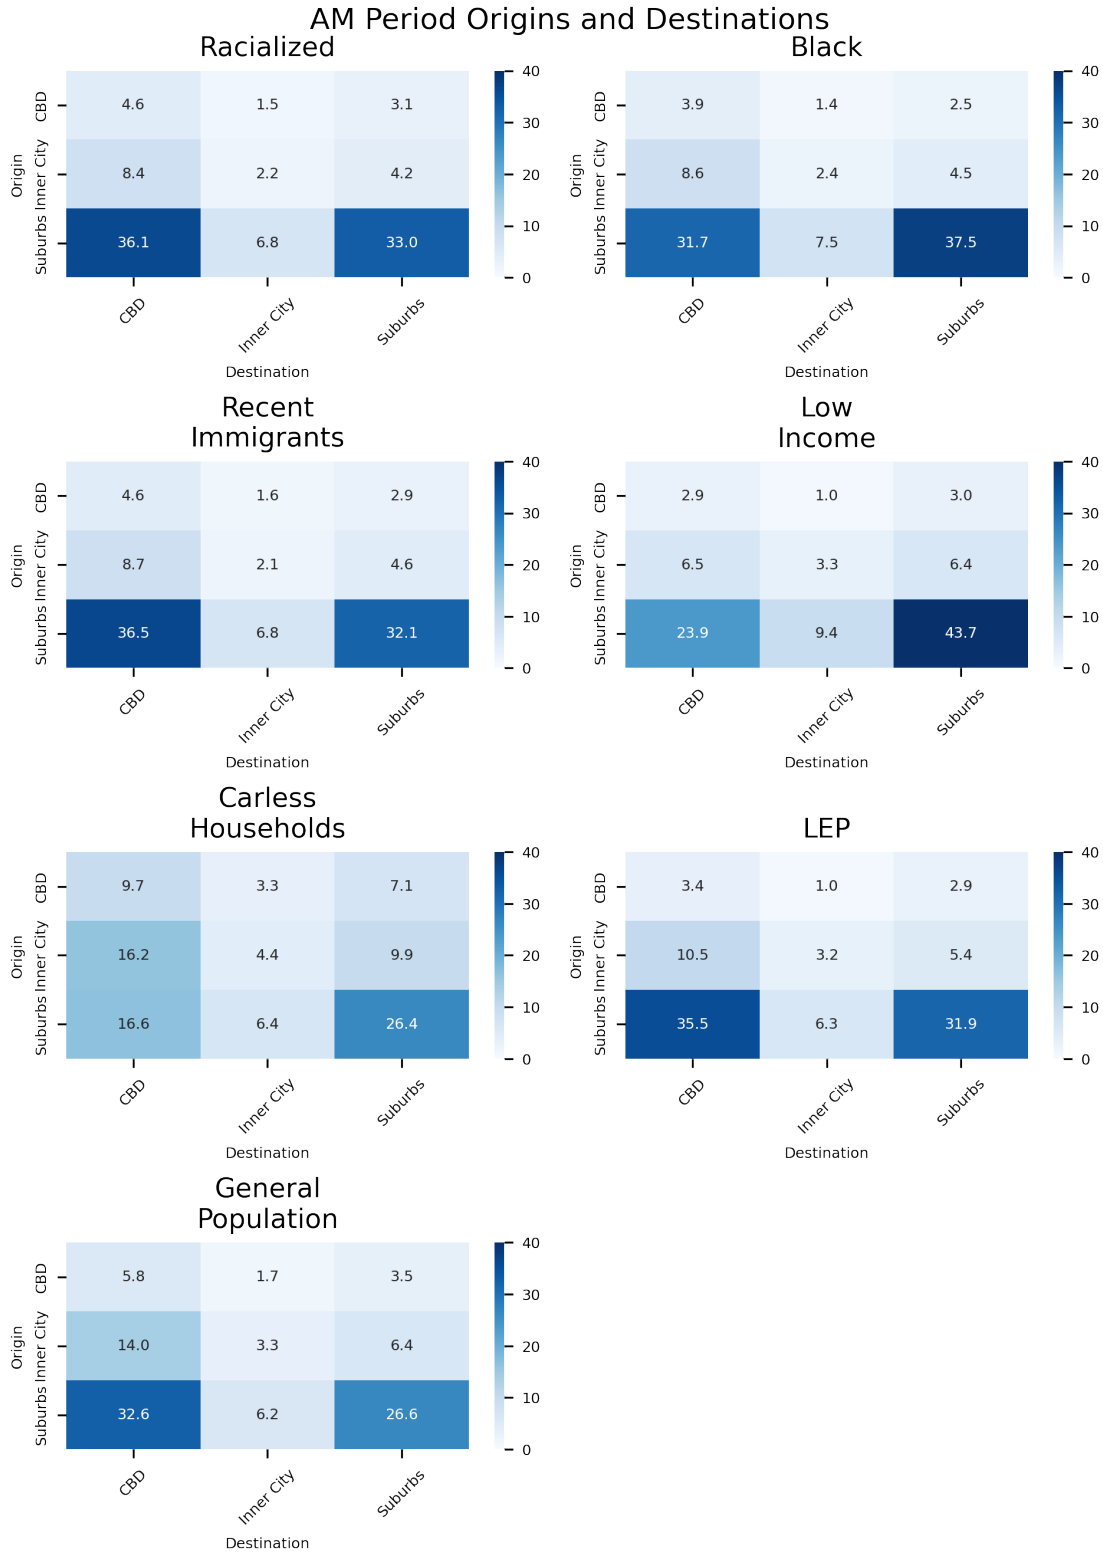 AM Period Origins and Destinations
Racialized
Origin
CBD
Inner City
Suburbs
4.6 1.5 3.1
8.4 2.2 4.2
36.1 6.8 33.0
40
30
20
10
0
CBD Inner City Suburbs
Destination
Black
Origin
CBD
Inner City
Suburbs
3.9 1.4 2.5
8.6 2.4 4.5
31.7 7.5 37.5
40
30
20
10
0
CBD Inner City Suburbs
Destination
Recent
Immigrants
Origin
CBD
Inner City
Suburbs
4.6 1.6 2.9
8.7 2.1 4.6
36.5 6.8 32.1
40
30
20
10
0
CBD Inner City Suburbs
Destination
Low
Income
Origin
CBD
Inner City
Suburbs
2.9 1.0 3.0
6.5 3.3 6.4
23.9 9.4 43.7
40
30
20
10
0
CBD Inner City Suburbs
Destination
Carless
Households
Origin
CBD
Inner City
Suburbs
9.7 3.3 7.1
16.2 4.4 9.9
16.6 6.4 26.4
40
30
20
10
0
CBD Inner City Suburbs
Destination
LEP
Origin
CBD
Inner City
Suburbs
3.4 1.0 2.9
10.5 3.2 5.4
35.5 6.3 31.9
40
30
20
10
0
CBD Inner City Suburbs
Destination
General
Population
Origin
CBD
Inner City
Suburbs
5.8 1.7 3.5
14.0 3.3 6.4
32.6 6.2 26.6
40
30
20
10
0
CBD Inner City Suburbs
Destination